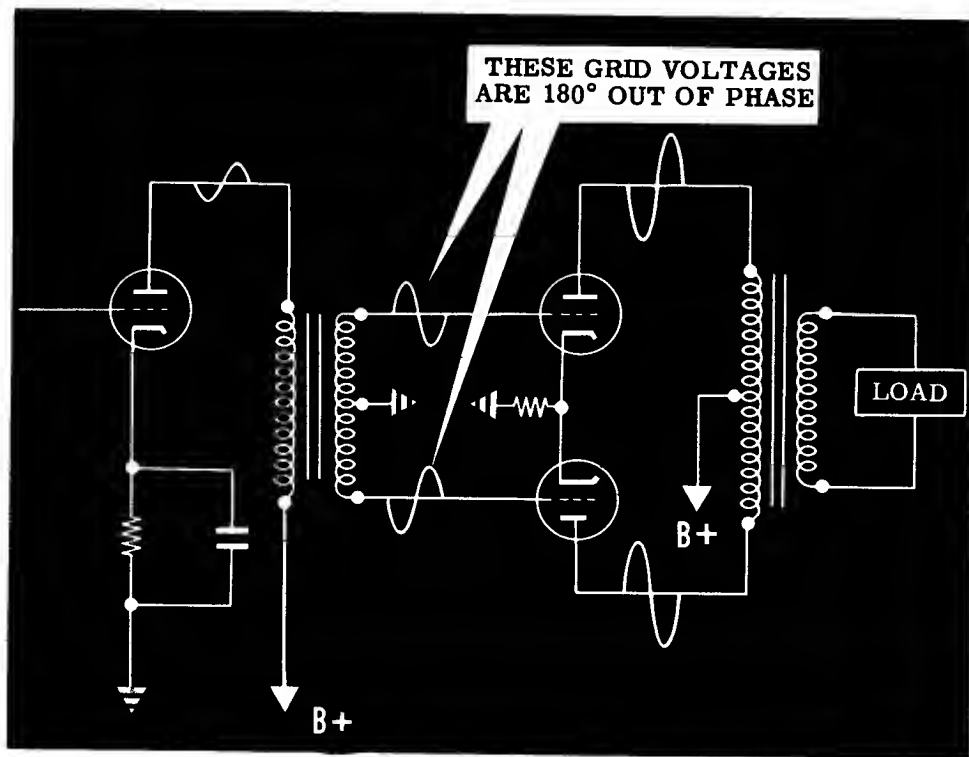 THESE GRID VOLTAGES
ARE 180° OUT OF PHASE
LOAD
B+
B+